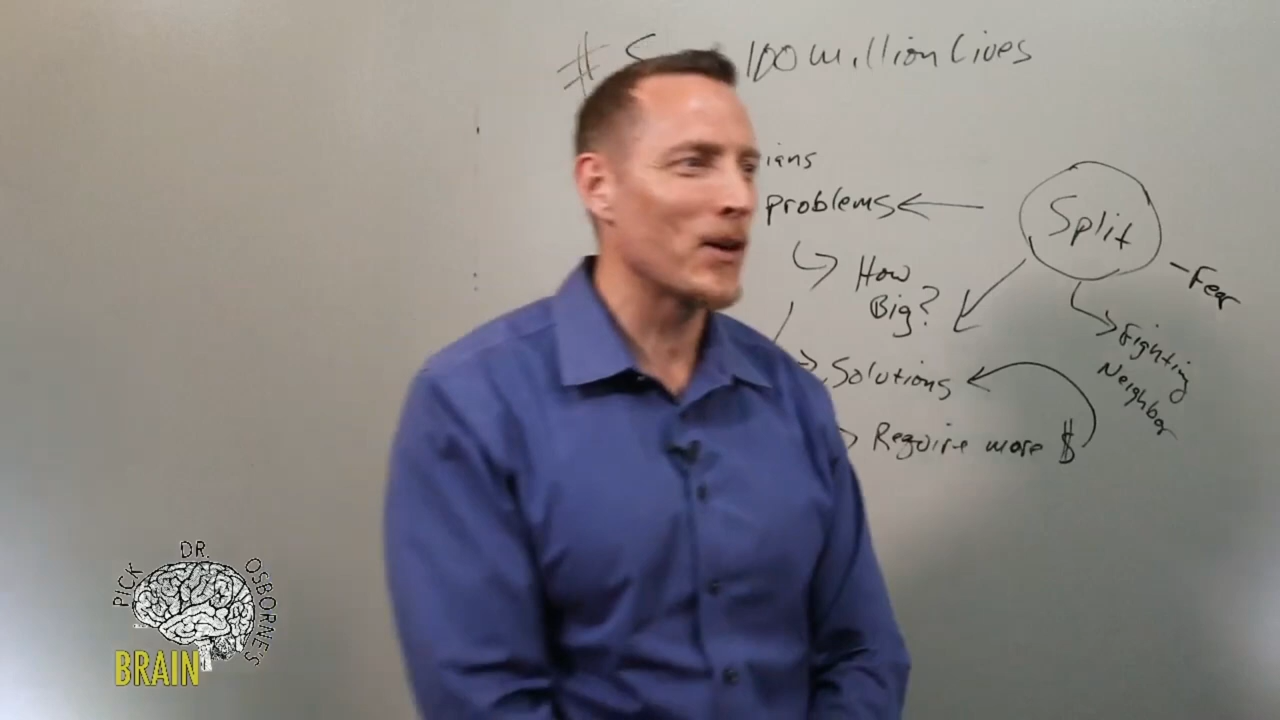 # S 100 million Lives
ians
problems
Split
How
Big?
Fear
Fighting
Neighbor
Solutions
Require more $
PICK DR. OSBORNE'S
BRAIN